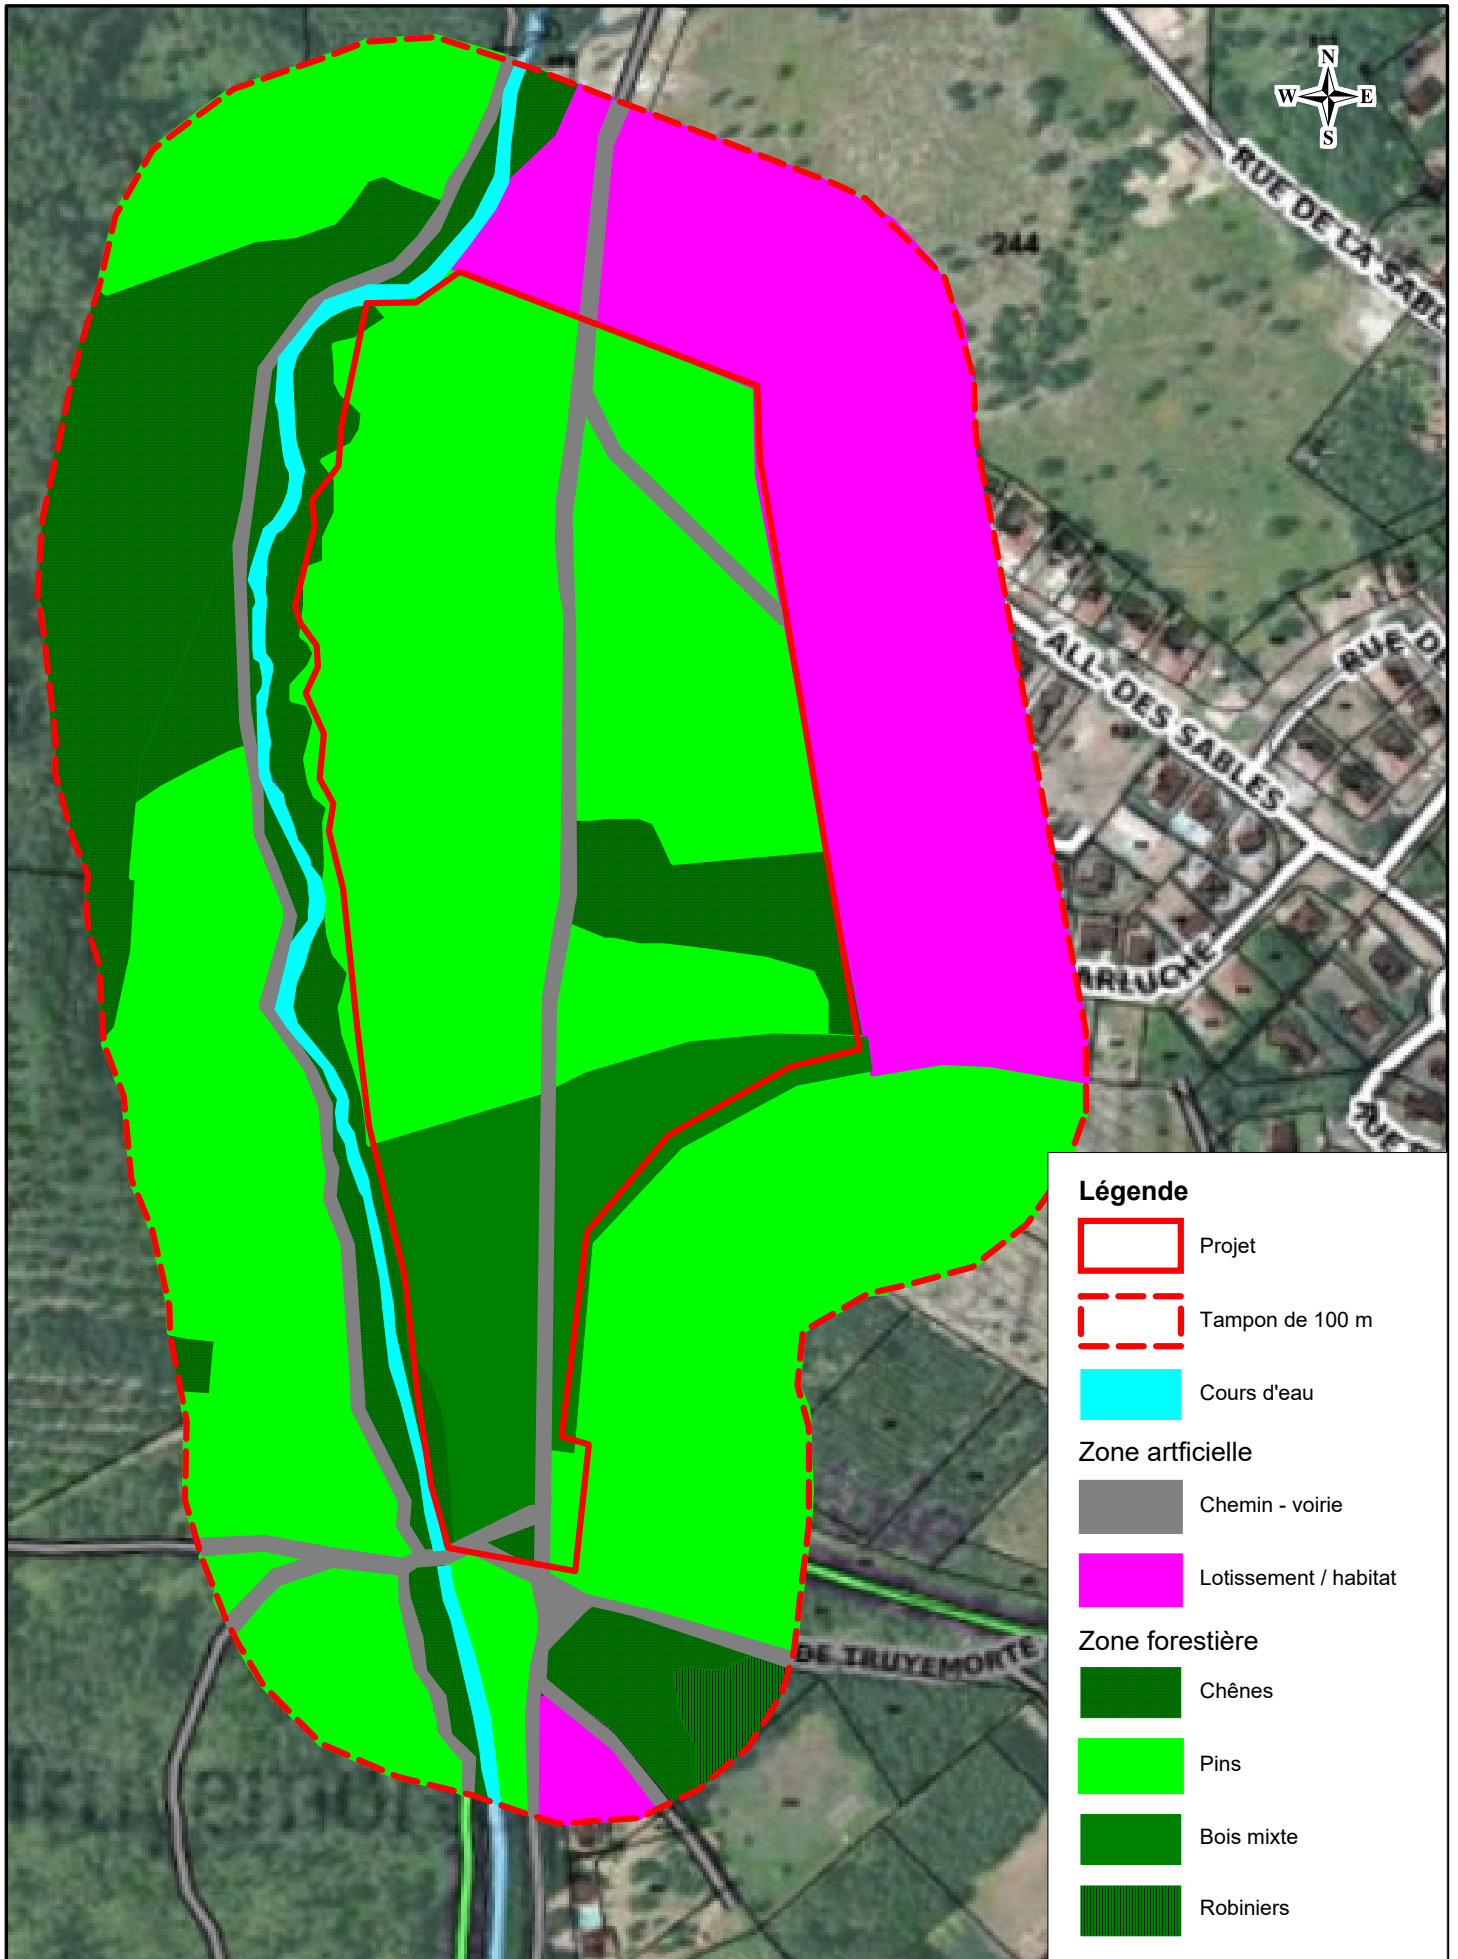 N
W E
S
RUE DE LA SABL
244
ALL. DES SABLES
RUE DE
ARLUCHE
RUE
Légende
Projet
Tampon de 100 m
Cours d'eau
Zone artficielle
Chemin - voirie
Lotissement / habitat
Zone forestière
DE TRUYEMORTE
Chênes
Pins
Bois mixte
Robiniers